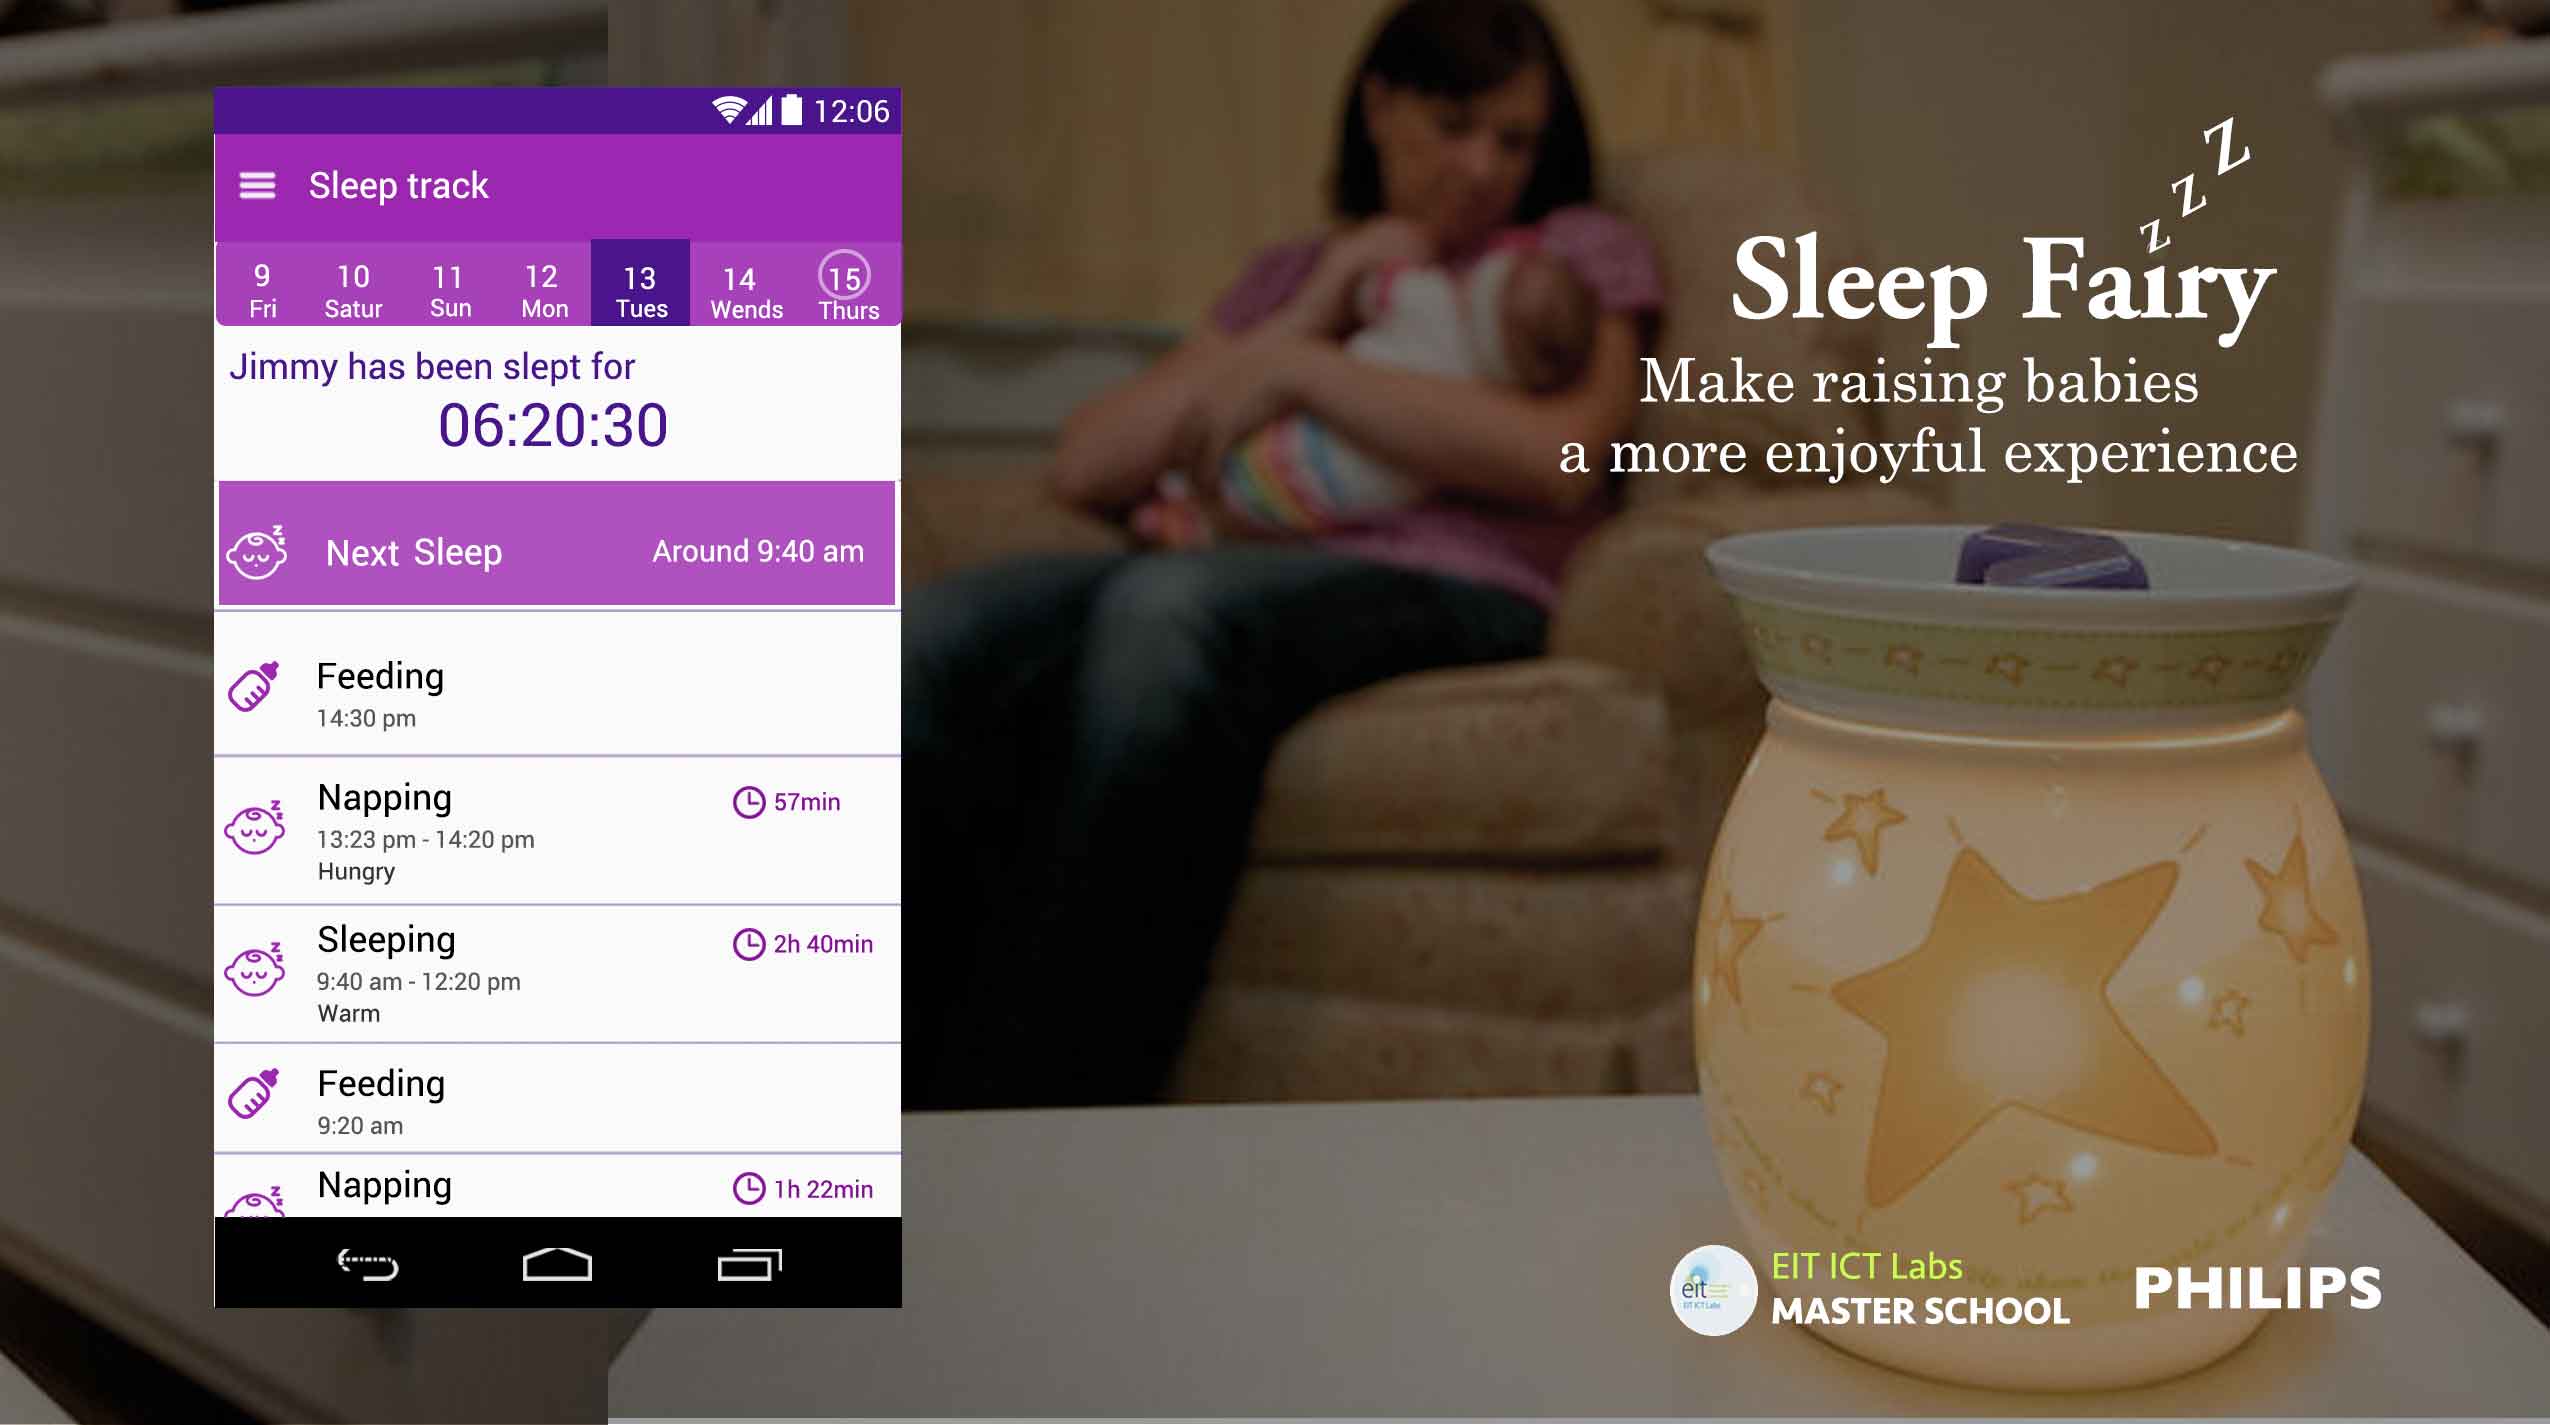 12:06
Sleep track
9 10 11 12 13 14 15
Fri Satur Sun Mon Tues Wends Thurs
Jimmy has been slept for
06:20:30
z z
Next Sleep Around 9:40 am
Feeding
14:30 pm
z z
Napping 57min
13:23 pm - 14:20 pm
Hungry
z z
Sleeping 2h 40min
9:40 am - 12:20 pm
Warm
Feeding
9:20 am
z z
Napping 1h 22min
z z Z
Sleep Fairy
Make raising babies
a more enjoyful experience
eit
EIT ICT Labs
EIT ICT Labs
MASTER SCHOOL
PHILIPS